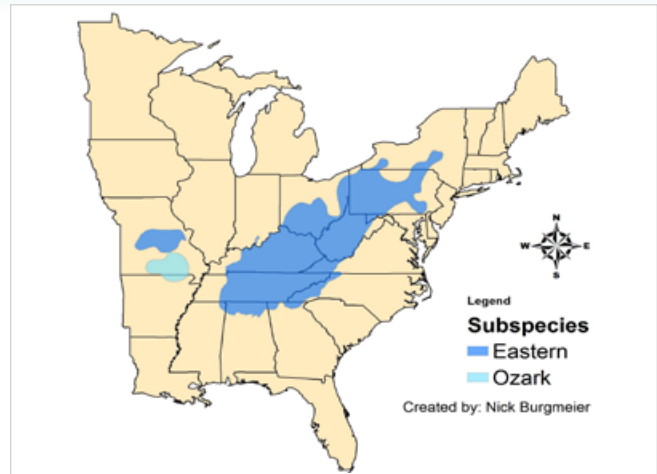 N
W E
S
Legend
Subspecies
Eastern
Ozark
Created by: Nick Burgmeier